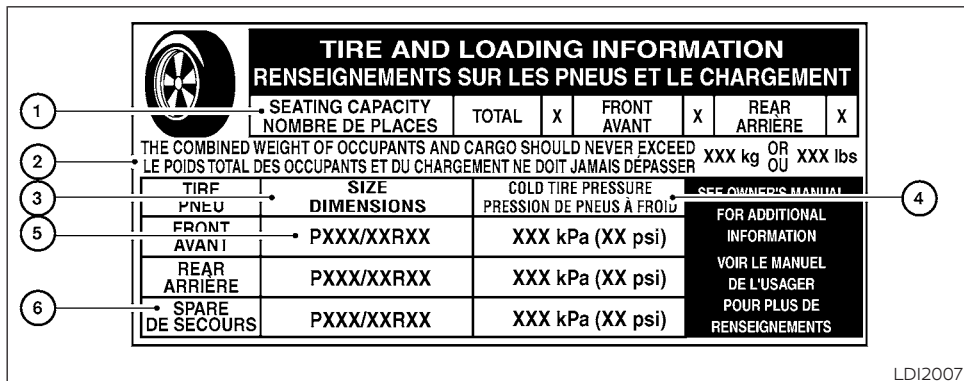 TIRE AND LOADING INFORMATION
RENSEIGNEMENTS SUR LES PNEUS ET LE CHARGEMENT
1
SEATING CAPACITY
NOMBRE DE PLACES
TOTAL
X
FRONT
AVANT
X
REAR
ARRIÈRE
X
2
THE COMBINED WEIGHT OF OCCUPANTS AND CARGO SHOULD NEVER EXCEED
LE POIDS TOTAL DES OCCUPANTS ET DU CHARGEMENT NE DOIT JAMAIS DÉPASSER
XXX kg
OR
OU
XXX lbs
3
TIRE
PNEU
SIZE
DIMENSIONS
COLD TIRE PRESSURE
PRESSION DE PNEUS À FROID
4
5
FRONT
AVANT
PXXX/XXRXX
XXX kPa (XX psi)
REAR
ARRIÈRE
PXXX/XXRXX
XXX kPa (XX psi)
6
SPARE
DE SECOURS
PXXX/XXRXX
XXX kPa (XX psi)
SEE OWNER'S MANUAL
FOR ADDITIONAL
INFORMATION
VOIR LE MANUEL
DE L'USAGER
POUR PLUS DE
RENSEIGNEMENTS
LDI2007